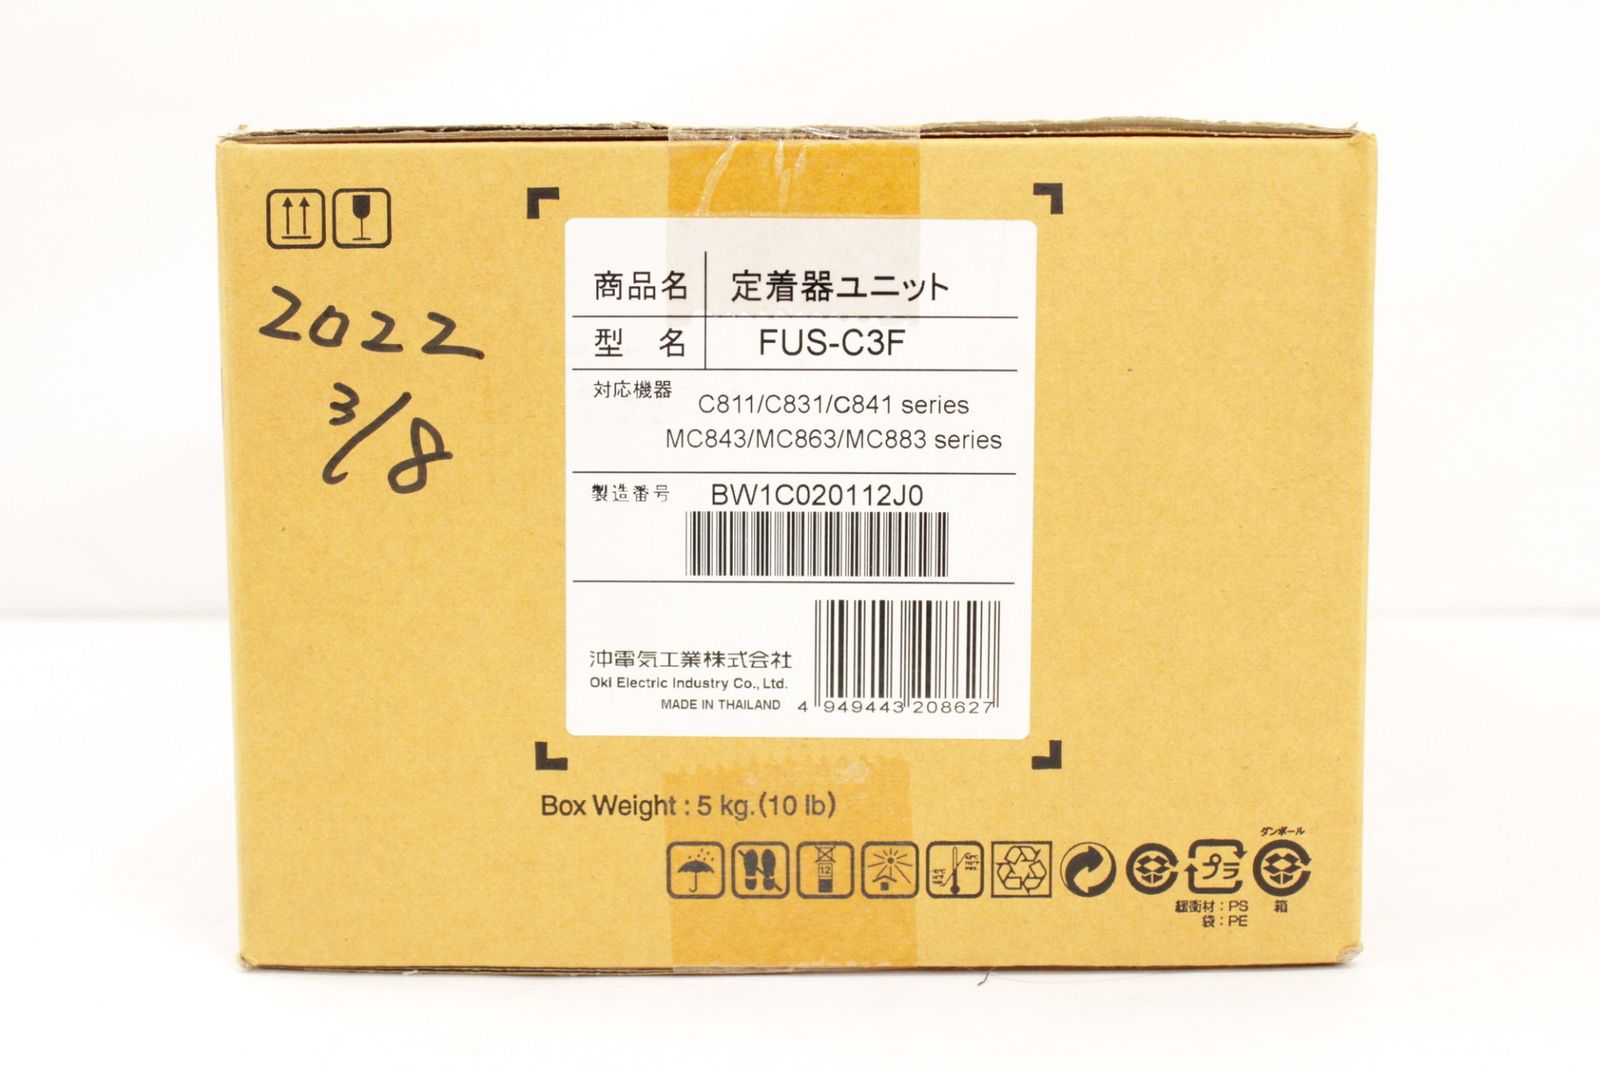 2022
3/8
商品名 定着器ユニット
型 名 FUS-C3F
対応機器 C811/C831/C841 series
MC843/MC863/MC883 series
製造番号 BW1C020112J0
沖電気工業株式会社
Oki Electric Industry Co., Ltd.
MADE IN THAILAND
4 949443 208627
Box Weight : 5 kg.(10 lb)
12
プラ
ダンボール
緩衝材 : PS
袋 : PE
箱